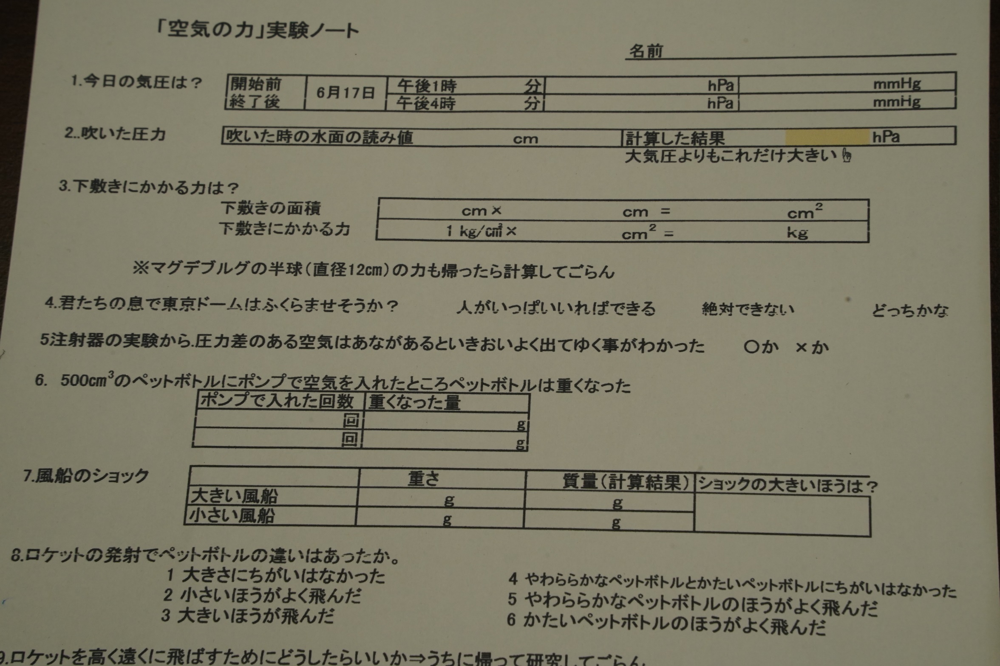 「空気の力」実験ノート
名前
1.今日の気圧は? 開始前 6月17日 午後1時 分 hPa mmHg
終了後 午後4時 分 hPa mmHg
2..吹いた圧力 吹いた時の水面の読み値 cm 計算した結果 hPa
大気圧よりもこれだけ大きい☝
3.下敷きにかかる力は?
下敷きの面積 cm × cm = cm²
下敷きにかかる力 1 kg/c㎡× cm² = kg
※マグデブルグの半球(直径12cm)の力も帰ったら計算してごらん
4.君たちの息で東京ドームはふくらませそうか? 人がいっぱいいればできる 絶対できない どっちかな
5注射器の実験から.圧力差のある空気はあながあるといきおいよく出てゆく事がわかった ○か ×か
6. 500cm³のペットボトルにポンプで空気を入れたところペットボトルは重くなった
ポンプで入れた回数 重くなった量
回 g
回 g
7.風船のショック 重さ 質量(計算結果) ショックの大きいほうは?
大きい風船 g g
小さい風船 g g
8.ロケットの発射でペットボトルの違いはあったか。
1 大きさにちがいはなかった
2 小さいほうがよく飛んだ
3 大きいほうが飛んだ
4 やわららかなペットボトルとかたいペットボトルにちがいはなかった
5 やわららかなペットボトルのほうがよく飛んだ
6 かたいペットボトルのほうがよく飛んだ
9.ロケットを高く遠くに飛ばすためにどうしたらいいか⇒うちに帰って研究してごらん